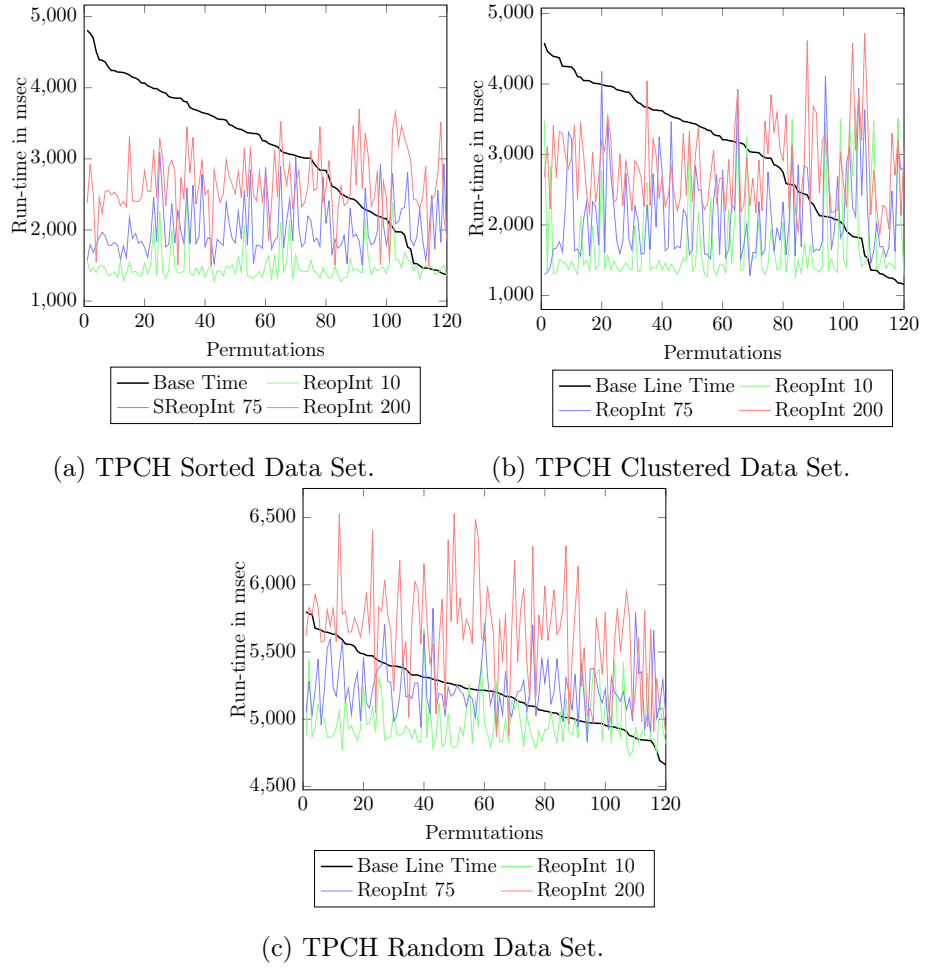 5,000
4,000
3,000
2,000
1,000
Run-time in msec
0 20 40 60 80 100 120
Permutations
Base Time
ReopInt 10
SReopInt 75
ReopInt 200
(a) TPCH Sorted Data Set.
5,000
4,000
3,000
2,000
1,000
Run-time in msec
0 20 40 60 80 100 120
Permutations
Base Line Time
ReopInt 10
ReopInt 75
ReopInt 200
(b) TPCH Clustered Data Set.
6,500
6,000
5,500
5,000
4,500
Run-time in msec
0 20 40 60 80 100 120
Permutations
Base Line Time
ReopInt 10
ReopInt 75
ReopInt 200
(c) TPCH Random Data Set.